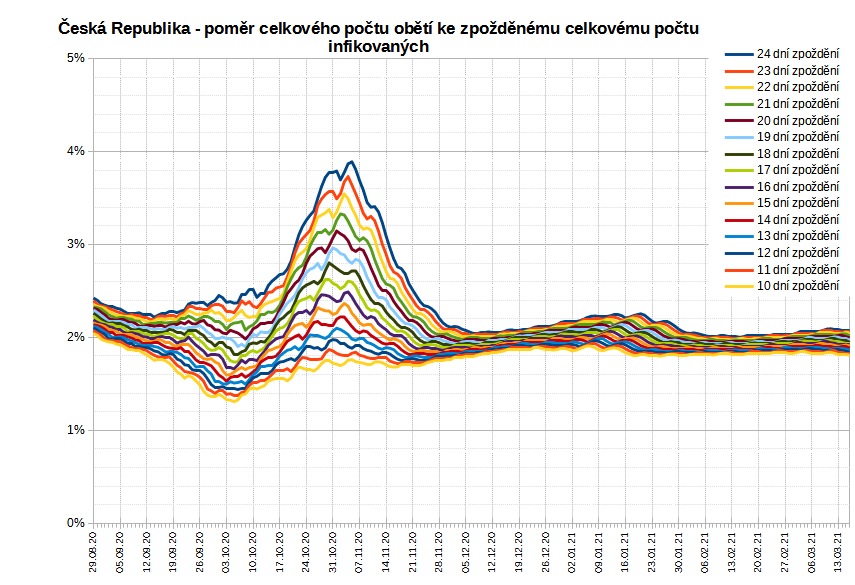 Česká Republika - poměr celkového počtu obětí ke zpožděnému celkovému počtu
infikovaných
5%
4%
3%
2%
1%
0%
24 dní zpoždění
23 dní zpoždění
22 dní zpoždění
21 dní zpoždění
20 dní zpoždění
19 dní zpoždění
18 dní zpoždění
17 dní zpoždění
16 dní zpoždění
15 dní zpoždění
14 dní zpoždění
13 dní zpoždění
12 dní zpoždění
11 dní zpoždění
10 dní zpoždění
29.08.20
05.09.20
12.09.20
19.09.20
26.09.20
03.10.20
10.10.20
17.10.20
24.10.20
31.10.20
07.11.20
14.11.20
21.11.20
28.11.20
05.12.20
12.12.20
19.12.20
26.12.20
02.01.21
09.01.21
16.01.21
23.01.21
30.01.21
06.02.21
13.02.21
20.02.21
27.02.21
06.03.21
13.03.21